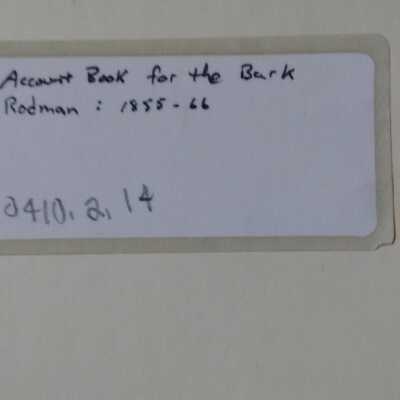 Account Book for the Bark
Rodman : 1855-66
0410.2.14